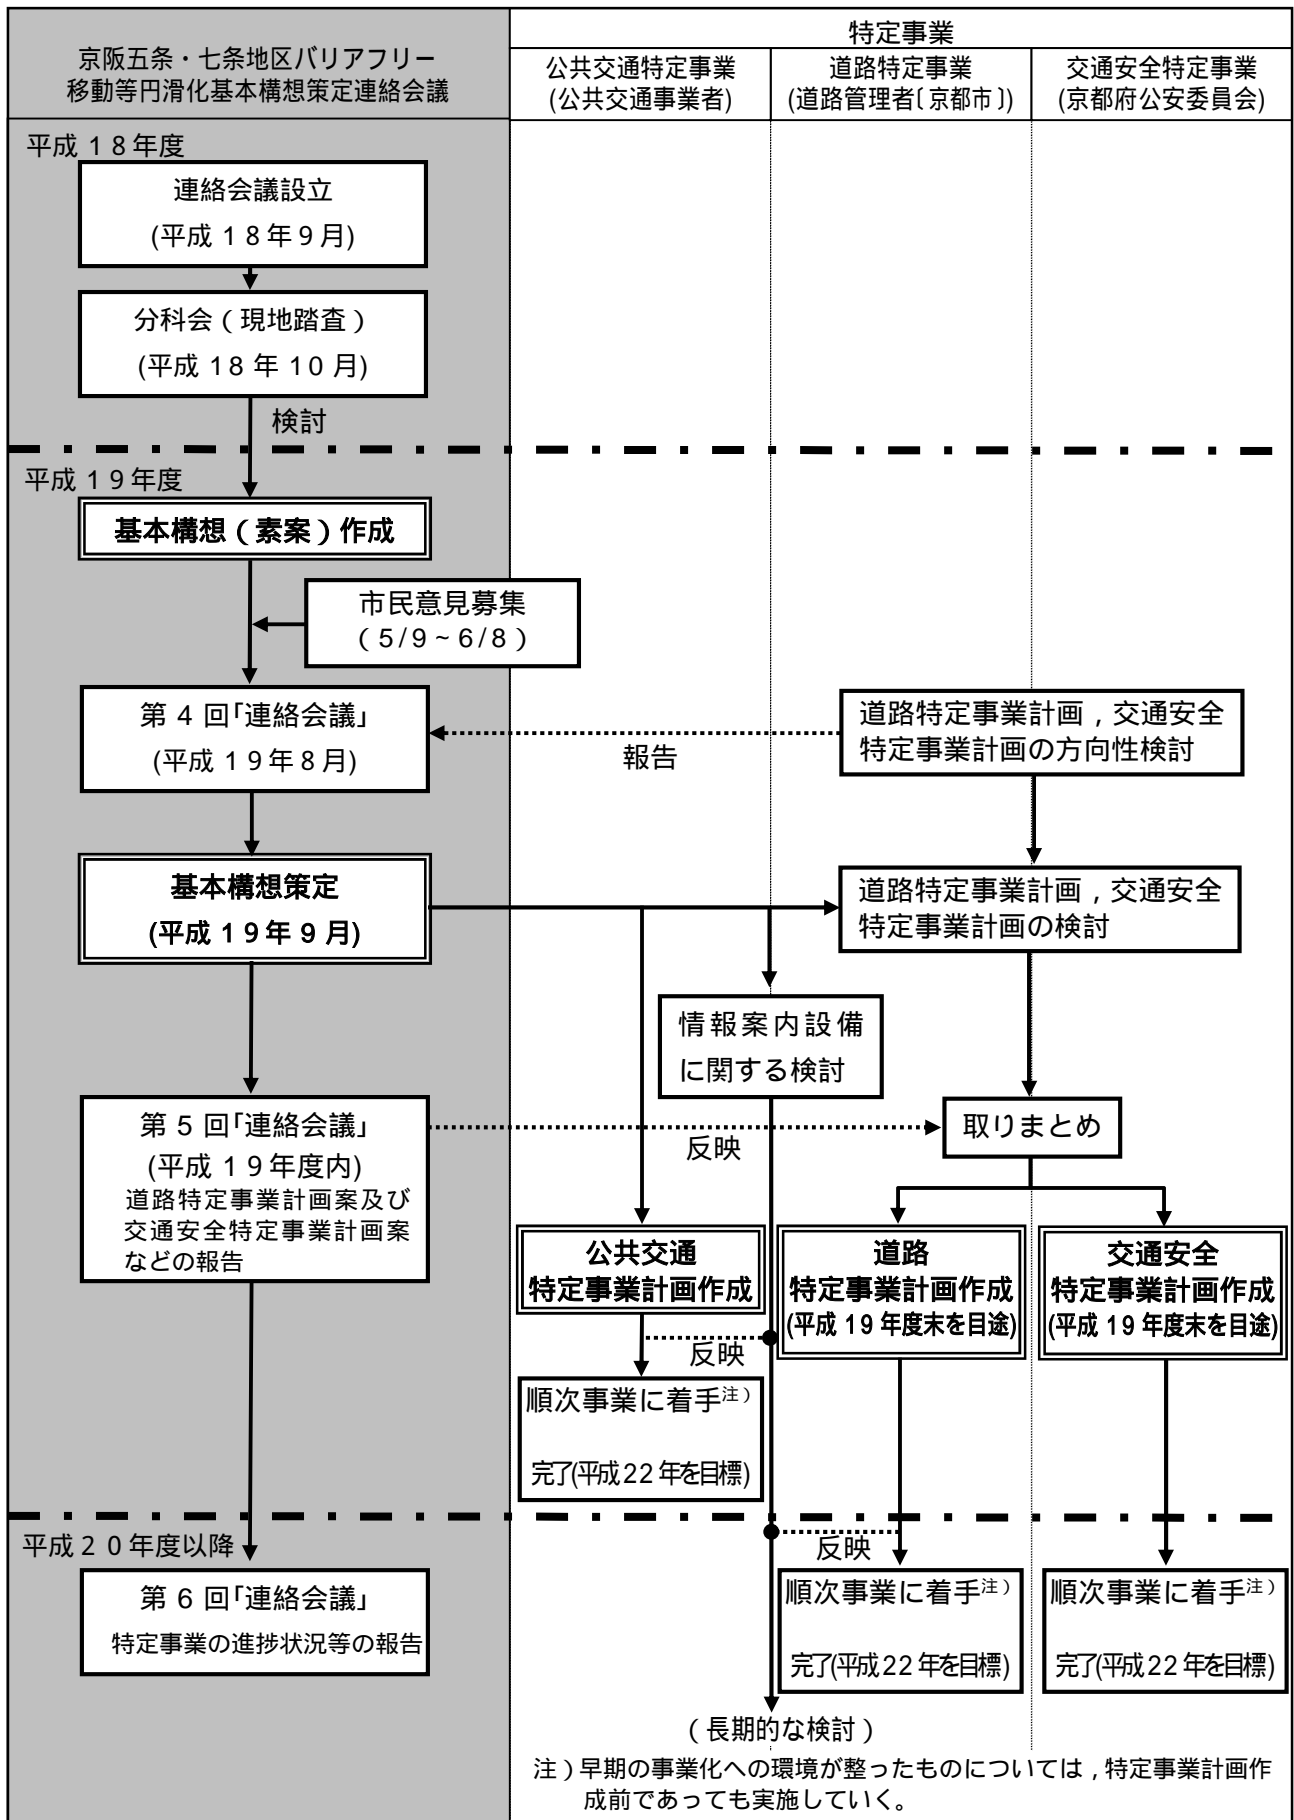 京阪五条・七条地区バリアフリー
移動等円滑化基本構想策定連絡会議
特定事業
公共交通特定事業
(公共交通事業者)
道路特定事業
(道路管理者〔京都市〕)
交通安全特定事業
(京都府公安委員会)
平成18年度
連絡会議設立
(平成18年9月)
分科会(現地踏査)
(平成18年10月)
検討
平成19年度
基本構想(素案)作成
市民意見募集
(5/9~6/8)
第4回「連絡会議」
(平成19年8月)
報告
道路特定事業計画，交通安全
特定事業計画の方向性検討
基本構想策定
(平成19年9月)
道路特定事業計画，交通安全
特定事業計画の検討
情報案内設備
に関する検討
第5回「連絡会議」
(平成19年度内)
道路特定事業計画案及び
交通安全特定事業計画案
などの報告
反映
取りまとめ
公共交通
特定事業計画作成
道路
特定事業計画作成
(平成19年度末を目途)
交通安全
特定事業計画作成
(平成19年度末を目途)
反映
順次事業に着手注)
完了(平成22年を目標)
平成20年度以降
反映
第6回「連絡会議」
特定事業の進捗状況等の報告
順次事業に着手注)
完了(平成22年を目標)
順次事業に着手注)
完了(平成22年を目標)
(長期的な検討)
注)早期の事業化への環境が整ったものについては，特定事業計画作
成前であっても実施していく。